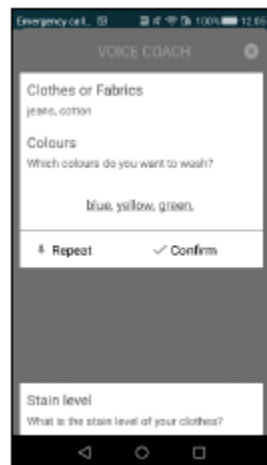 Emergency call.. 100% 12:05
VOICE COACH
Clothes or Fabrics
jeans, cotton
Colours
Which colours do you want to wash?
blue, yellow, green,
Repeat Confirm
Stain level
What is the stain level of your clothes?